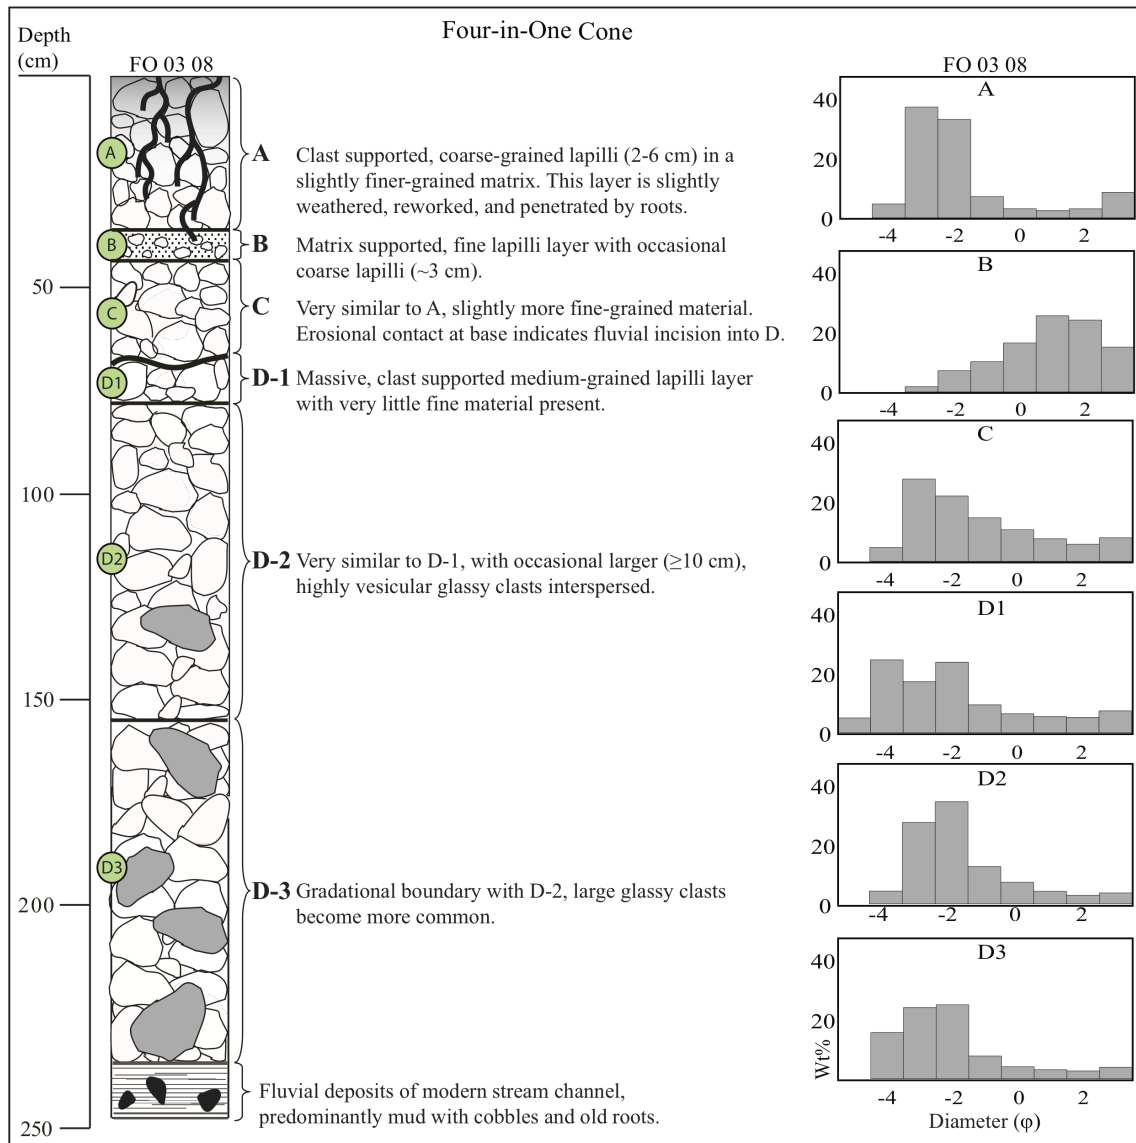 Four-in-One Cone
Depth
(cm)
FO 03 08
50
100
150
200
250
A
B
C
D1
D2
D3
A Clast supported, coarse-grained lapilli (2-6 cm) in a
slightly finer-grained matrix. This layer is slightly
weathered, reworked, and penetrated by roots.
B Matrix supported, fine lapilli layer with occasional
coarse lapilli (~3 cm).
C Very similar to A, slightly more fine-grained material.
Erosional contact at base indicates fluvial incision into D.
D-1 Massive, clast supported medium-grained lapilli layer
with very little fine material present.
D-2 Very similar to D-1, with occasional larger (≥10 cm),
highly vesicular glassy clasts interspersed.
D-3 Gradational boundary with D-2, large glassy clasts
become more common.
Fluvial deposits of modern stream channel,
predominantly mud with cobbles and old roots.
FO 03 08
A
40
20
0
-4 -2 0 2
B
40
20
0
-4 -2 0 2
C
40
20
0
-4 -2 0 2
D1
40
20
0
-4 -2 0 2
D2
40
20
0
-4 -2 0 2
D3
40
20
Wt%
-4 -2 0 2
Diameter (φ)